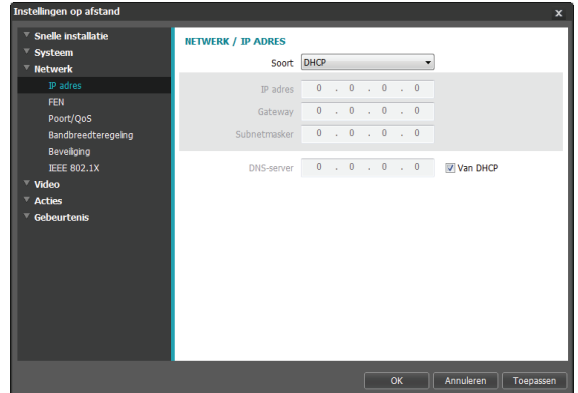 Instellingen op afstand
x
Snelle installatie
Systeem
Netwerk
IP adres
FEN
Poort/QoS
Bandbreedteregeling
Beveiliging
IEEE 802.1X
Video
Acties
Gebeurtenis
NETWERK / IP ADRES
Soort DHCP
IP adres 0 . 0 . 0 . 0
Gateway 0 . 0 . 0 . 0
Subnetmasker 0 . 0 . 0 . 0
DNS-server 0 . 0 . 0 . 0 Van DHCP
OK Annuleren Toepassen